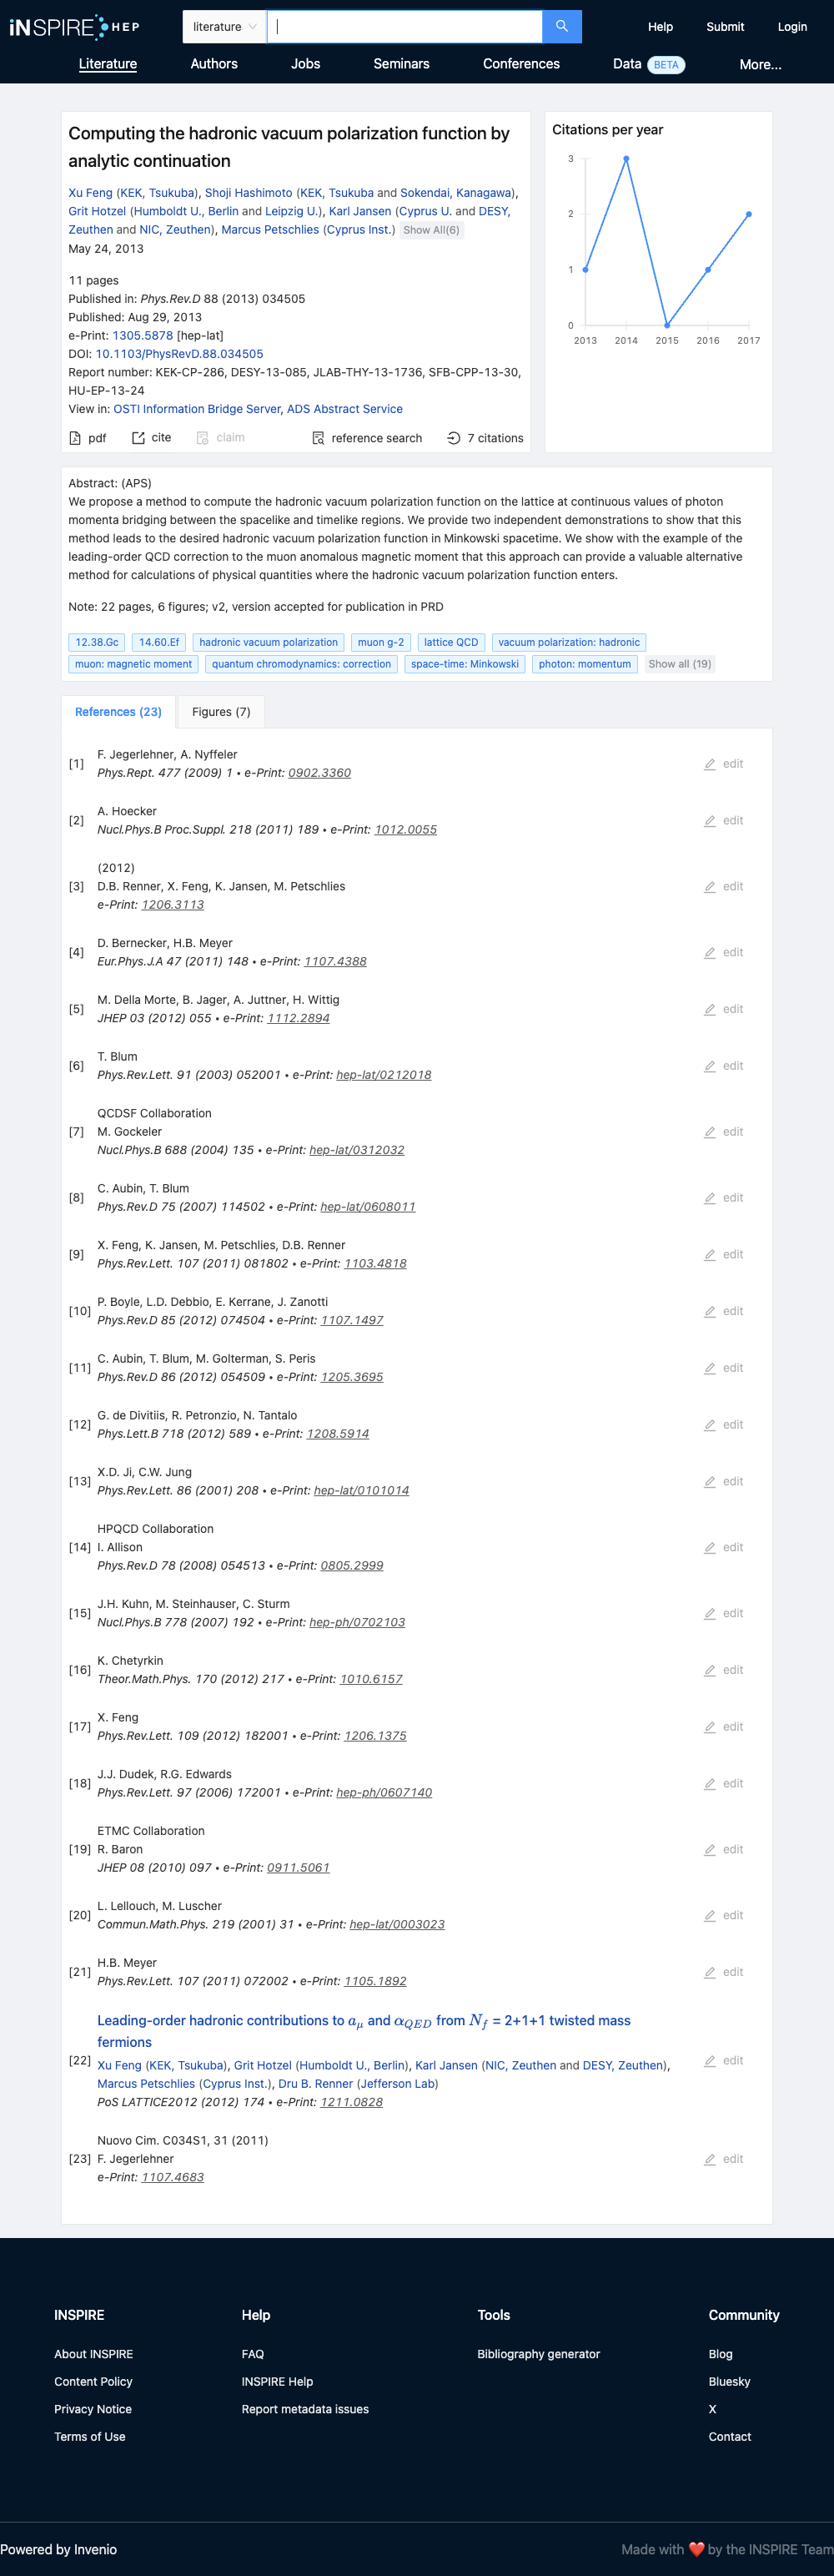 iNSPIRE HEP
literature
Help
Submit
Login
Literature
Authors
Jobs
Seminars
Conferences
Data BETA
More...
Computing the hadronic vacuum polarization function by
analytic continuation
Xu Feng (KEK, Tsukuba), Shoji Hashimoto (KEK, Tsukuba and Sokendai, Kanagawa),
Grit Hotzel (Humboldt U., Berlin and Leipzig U.), Karl Jansen (Cyprus U. and DESY,
Zeuthen and NIC, Zeuthen), Marcus Petschlies (Cyprus Inst.) Show All(6)
May 24, 2013
11 pages
Published in: Phys.Rev.D 88 (2013) 034505
Published: Aug 29, 2013
e-Print: 1305.5878 [hep-lat]
DOI: 10.1103/PhysRevD.88.034505
Report number: KEK-CP-286, DESY-13-085, JLAB-THY-13-1736, SFB-CPP-13-30,
HU-EP-13-24
View in: OSTI Information Bridge Server, ADS Abstract Service
pdf
cite
claim
reference search
7 citations
Citations per year
3
2
1
0
2013 2014 2015 2016 2017
Abstract: (APS)
We propose a method to compute the hadronic vacuum polarization function on the lattice at continuous values of photon
momenta bridging between the spacelike and timelike regions. We provide two independent demonstrations to show that this
method leads to the desired hadronic vacuum polarization function in Minkowski spacetime. We show with the example of the
leading-order QCD correction to the muon anomalous magnetic moment that this approach can provide a valuable alternative
method for calculations of physical quantities where the hadronic vacuum polarization function enters.
Note: 22 pages, 6 figures; v2, version accepted for publication in PRD
12.38.Gc 14.60.Ef hadronic vacuum polarization muon g-2 lattice QCD vacuum polarization: hadronic
muon: magnetic moment quantum chromodynamics: correction space-time: Minkowski photon: momentum Show all (19)
References (23)
Figures (7)
[1] F. Jegerlehner, A. Nyffeler
Phys.Rept. 477 (2009) 1 • e-Print: 0902.3360
edit
[2] A. Hoecker
Nucl.Phys.B Proc.Suppl. 218 (2011) 189 • e-Print: 1012.0055
edit
(2012)
[3] D.B. Renner, X. Feng, K. Jansen, M. Petschlies
e-Print: 1206.3113
edit
[4] D. Bernecker, H.B. Meyer
Eur.Phys.J.A 47 (2011) 148 • e-Print: 1107.4388
edit
[5] M. Della Morte, B. Jager, A. Juttner, H. Wittig
JHEP 03 (2012) 055 • e-Print: 1112.2894
edit
[6] T. Blum
Phys.Rev.Lett. 91 (2003) 052001 • e-Print: hep-lat/0212018
edit
QCDSF Collaboration
[7] M. Gockeler
Nucl.Phys.B 688 (2004) 135 • e-Print: hep-lat/0312032
edit
[8] C. Aubin, T. Blum
Phys.Rev.D 75 (2007) 114502 • e-Print: hep-lat/0608011
edit
[9] X. Feng, K. Jansen, M. Petschlies, D.B. Renner
Phys.Rev.Lett. 107 (2011) 081802 • e-Print: 1103.4818
edit
[10] P. Boyle, L.D. Debbio, E. Kerrane, J. Zanotti
Phys.Rev.D 85 (2012) 074504 • e-Print: 1107.1497
edit
[11] C. Aubin, T. Blum, M. Golterman, S. Peris
Phys.Rev.D 86 (2012) 054509 • e-Print: 1205.3695
edit
[12] G. de Divitiis, R. Petronzio, N. Tantalo
Phys.Lett.B 718 (2012) 589 • e-Print: 1208.5914
edit
[13] X.D. Ji, C.W. Jung
Phys.Rev.Lett. 86 (2001) 208 • e-Print: hep-lat/0101014
edit
HPQCD Collaboration
[14] I. Allison
Phys.Rev.D 78 (2008) 054513 • e-Print: 0805.2999
edit
[15] J.H. Kuhn, M. Steinhauser, C. Sturm
Nucl.Phys.B 778 (2007) 192 • e-Print: hep-ph/0702103
edit
[16] K. Chetyrkin
Theor.Math.Phys. 170 (2012) 217 • e-Print: 1010.6157
edit
[17] X. Feng
Phys.Rev.Lett. 109 (2012) 182001 • e-Print: 1206.1375
edit
[18] J.J. Dudek, R.G. Edwards
Phys.Rev.Lett. 97 (2006) 172001 • e-Print: hep-ph/0607140
edit
ETMC Collaboration
[19] R. Baron
JHEP 08 (2010) 097 • e-Print: 0911.5061
edit
[20] L. Lellouch, M. Luscher
Commun.Math.Phys. 219 (2001) 31 • e-Print: hep-lat/0003023
edit
[21] H.B. Meyer
Phys.Rev.Lett. 107 (2011) 072002 • e-Print: 1105.1892
edit
Leading-order hadronic contributions to aμ and αQED from Nf = 2+1+1 twisted mass
fermions
[22] Xu Feng (KEK, Tsukuba), Grit Hotzel (Humboldt U., Berlin), Karl Jansen (NIC, Zeuthen and DESY, Zeuthen),
Marcus Petschlies (Cyprus Inst.), Dru B. Renner (Jefferson Lab)
PoS LATTICE2012 (2012) 174 • e-Print: 1211.0828
edit
Nuovo Cim. C034S1, 31 (2011)
[23] F. Jegerlehner
e-Print: 1107.4683
edit
INSPIRE
About INSPIRE
Content Policy
Privacy Notice
Terms of Use
Help
FAQ
INSPIRE Help
Report metadata issues
Tools
Bibliography generator
Community
Blog
Bluesky
X
Contact
Powered by Invenio
Made with ❤️ by the INSPIRE Team